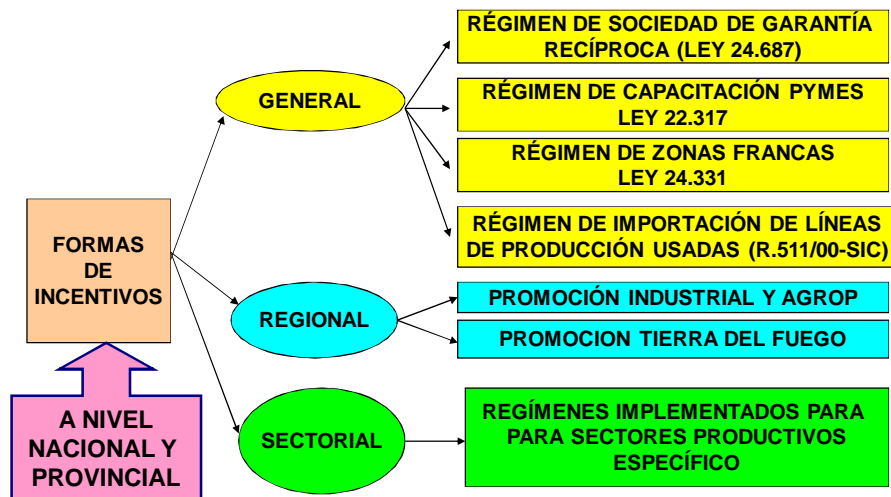 FORMAS
DE
INCENTIVOS
A NIVEL
NACIONAL Y
PROVINCIAL
GENERAL
RÉGIMEN DE SOCIEDAD DE GARANTÍA
RECÍPROCA (LEY 24.687)
RÉGIMEN DE CAPACITACIÓN PYMES
LEY 22.317
RÉGIMEN DE ZONAS FRANCAS
LEY 24.331
RÉGIMEN DE IMPORTACIÓN DE LÍNEAS
DE PRODUCCIÓN USADAS (R.511/00-SIC)
REGIONAL
PROMOCIÓN INDUSTRIAL Y AGROP
PROMOCION TIERRA DEL FUEGO
SECTORIAL
REGÍMENES IMPLEMENTADOS PARA
PARA SECTORES PRODUCTIVOS
ESPECÍFICO